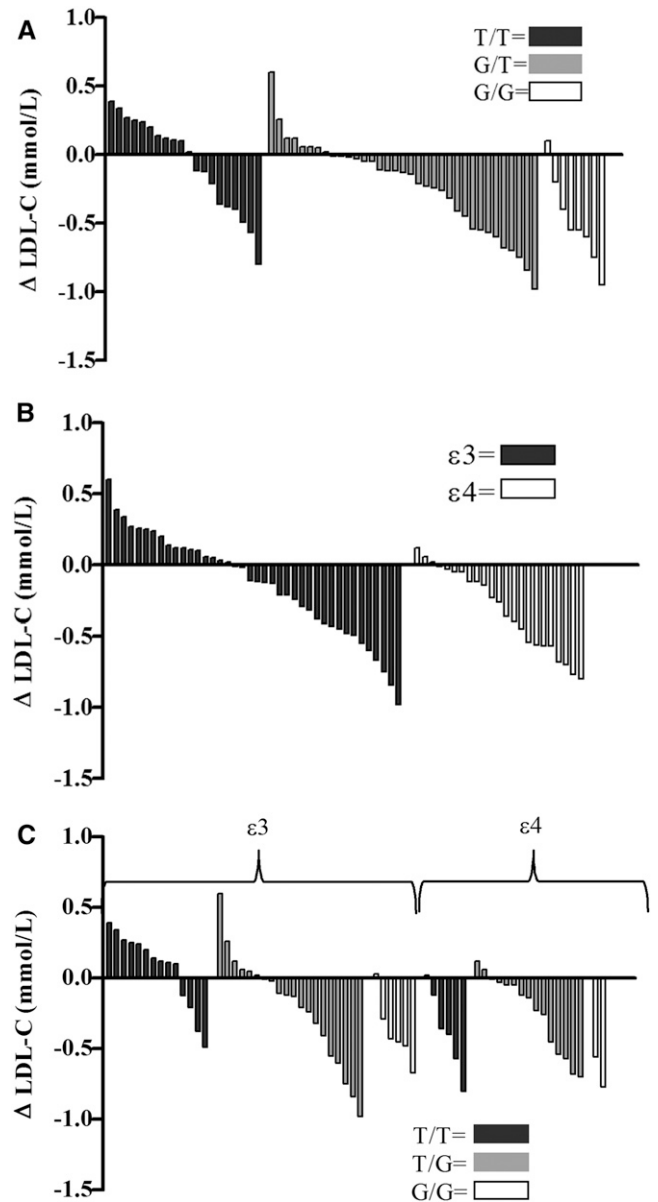 A
1.0
0.5
0.0
-0.5
-1.0
-1.5
Δ LDL-C (mmol/L)
T/T=
G/T=
G/G=
B
1.0
0.5
0.0
-0.5
-1.0
-1.5
Δ LDL-C (mmol/L)
ε3=
ε4=
C
1.0
0.5
0.0
-0.5
-1.0
-1.5
Δ LDL-C (mmol/L)
ε3
ε4
T/T=
T/G=
G/G=